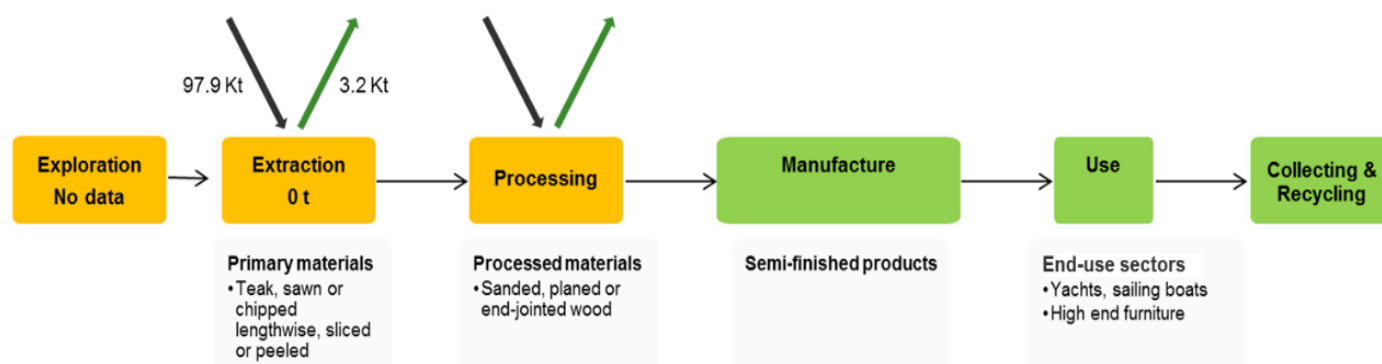 97.9 Kt
3.2 Kt
Exploration
No data
Extraction
0 t
Processing
Manufacture
Use
Collecting &
Recycling
Primary materials
•Teak, sawn or
chipped
lengthwise, sliced
or peeled
Processed materials
•Sanded, planed or
end-jointed wood
Semi-finished products
End-use sectors
•Yachts, sailing boats
•High end furniture